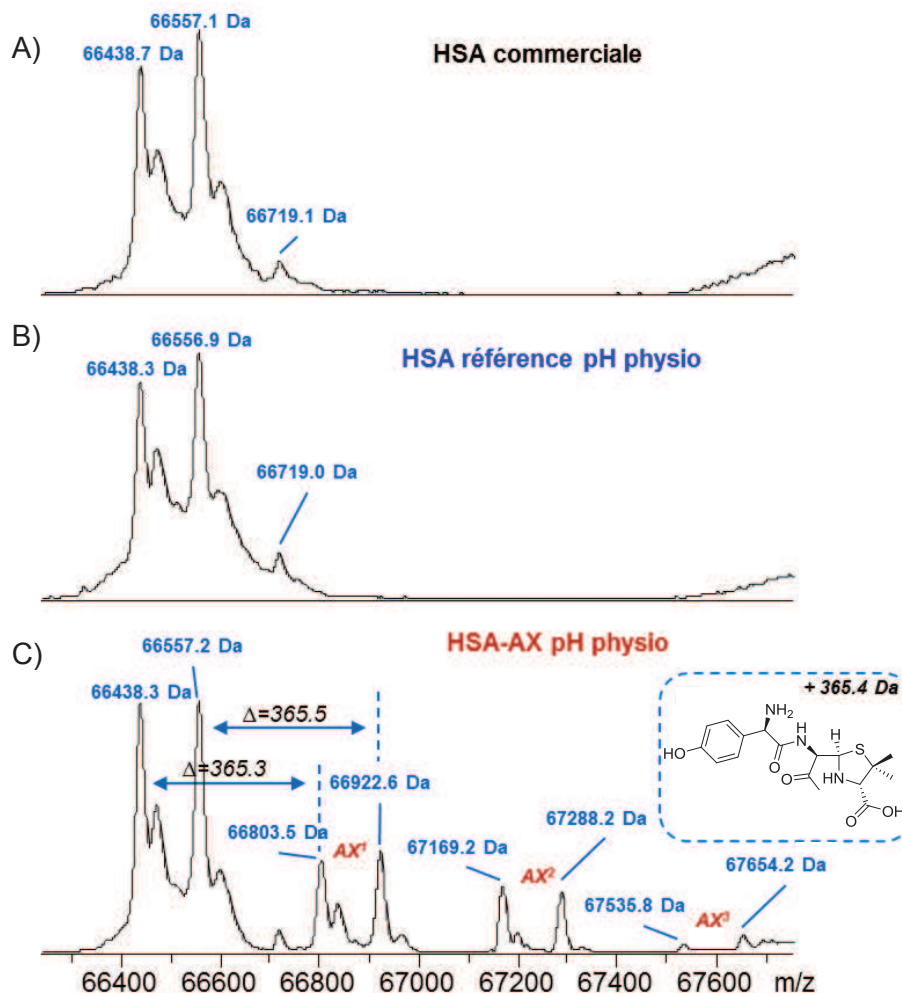 A)
66557.1 Da
66438.7 Da
HSA commerciale
66719.1 Da
B)
66556.9 Da
66438.3 Da
HSA référence pH physio
66719.0 Da
C)
HSA-AX pH physio
66557.2 Da
66438.3 Da
+ 365.4 Da
Δ=365.5
Δ=365.3
66922.6 Da
66803.5 Da
AX¹
67169.2 Da
67288.2 Da
AX²
67535.8 Da
67654.2 Da
AX³
NH₂
HO
O
HN
H
S
O
HN
O
OH
66400 66600 66800 67000 67200 67400 67600 m/z